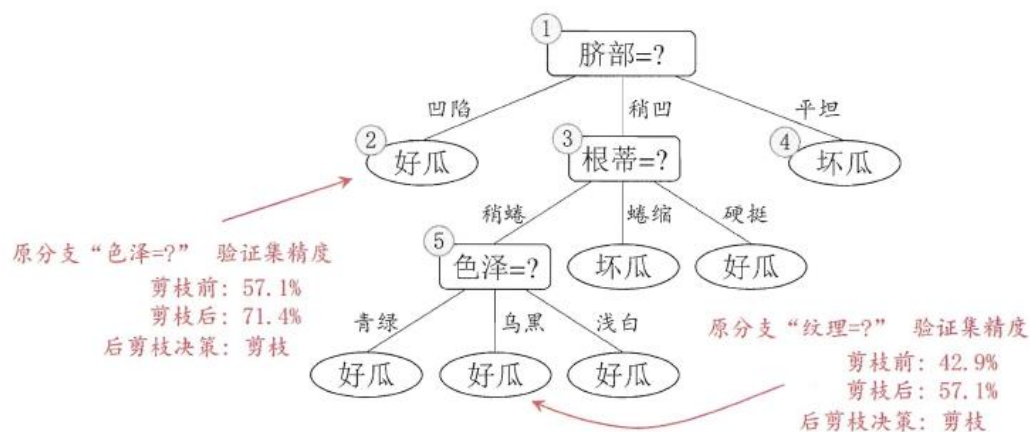 1
脐部=?
凹陷
稍凹
平坦
2
好瓜
3
根蒂=?
4
坏瓜
稍蜷
蜷缩
硬挺
原分支“色泽=?” 验证集精度
剪枝前: 57.1%
剪枝后: 71.4%
后剪枝决策: 剪枝
5
色泽=?
坏瓜
好瓜
青绿
乌黑
浅白
好瓜
好瓜
好瓜
原分支“纹理=?” 验证集精度
剪枝前: 42.9%
剪枝后: 57.1%
后剪枝决策: 剪枝